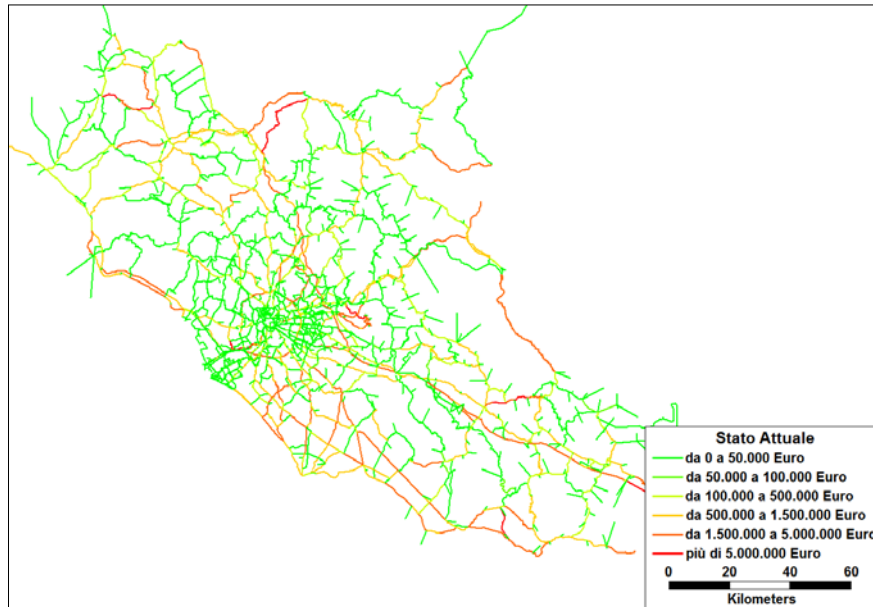 Stato Attuale
da 0 a 50.000 Euro
da 50.000 a 100.000 Euro
da 100.000 a 500.000 Euro
da 500.000 a 1.500.000 Euro
da 1.500.000 a 5.000.000 Euro
più di 5.000.000 Euro
0 20 40 60
Kilometers